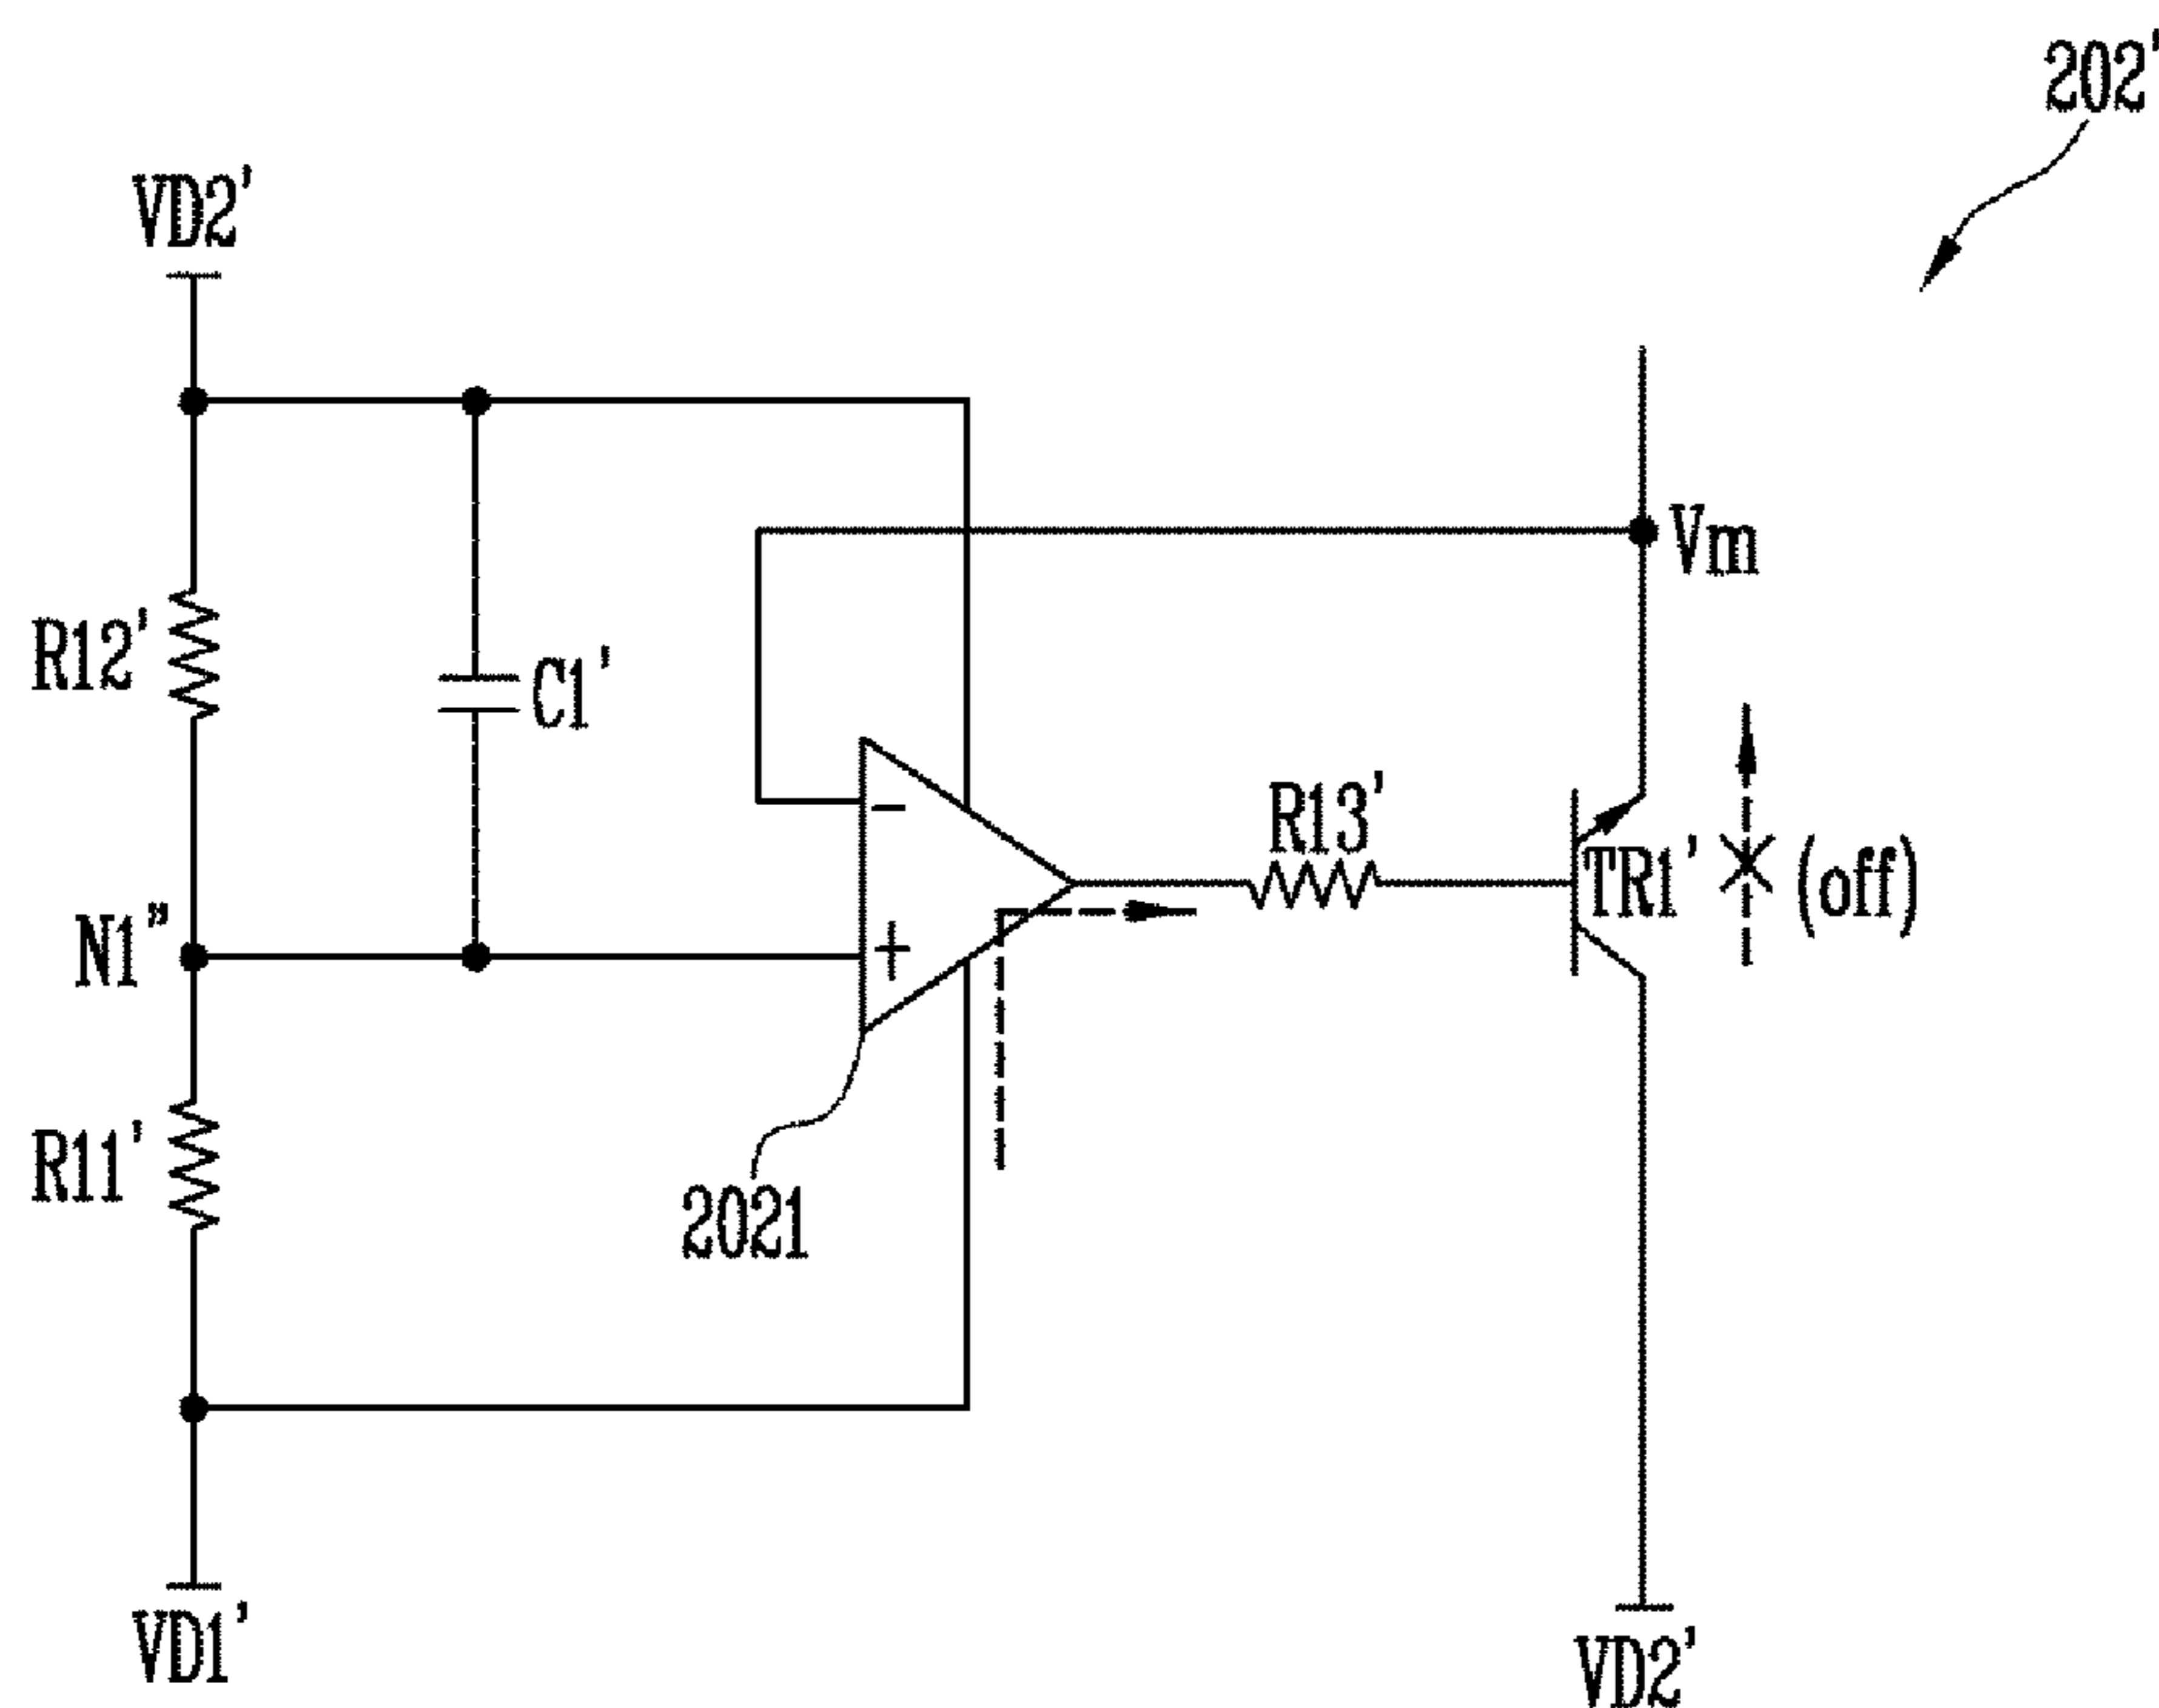 202'
VD2'
Vm
R12'
C1'
−
R13'
TR1'
(off)
N1”
+
R11'
2021
VD1'
VD2'